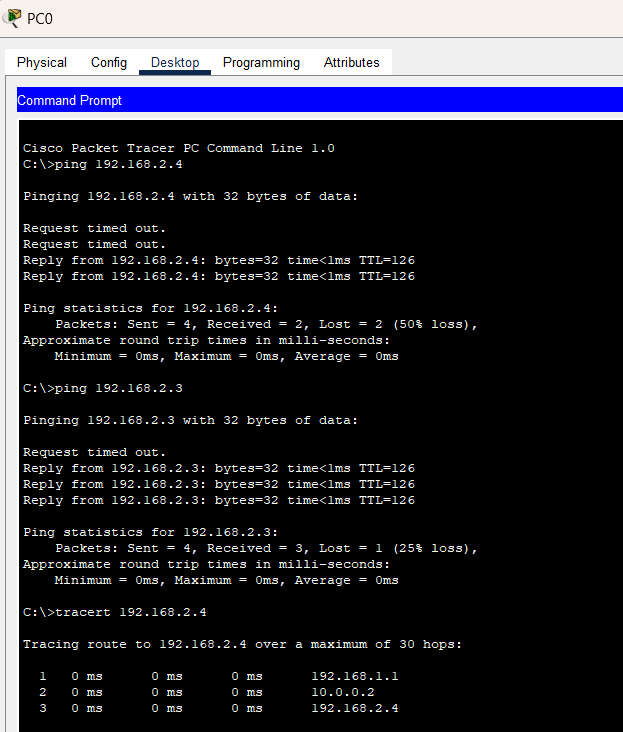 PC0
Physical Config Desktop Programming Attributes
Command Prompt
Cisco Packet Tracer PC Command Line 1.0
C:\>ping 192.168.2.4
Pinging 192.168.2.4 with 32 bytes of data:
Request timed out.
Request timed out.
Reply from 192.168.2.4: bytes=32 time<1ms TTL=126
Reply from 192.168.2.4: bytes=32 time<1ms TTL=126
Ping statistics for 192.168.2.4:
    Packets: Sent = 4, Received = 2, Lost = 2 (50% loss),
Approximate round trip times in milli-seconds:
    Minimum = 0ms, Maximum = 0ms, Average = 0ms
C:\>ping 192.168.2.3
Pinging 192.168.2.3 with 32 bytes of data:
Request timed out.
Reply from 192.168.2.3: bytes=32 time<1ms TTL=126
Reply from 192.168.2.3: bytes=32 time<1ms TTL=126
Reply from 192.168.2.3: bytes=32 time<1ms TTL=126
Ping statistics for 192.168.2.3:
    Packets: Sent = 4, Received = 3, Lost = 1 (25% loss),
Approximate round trip times in milli-seconds:
    Minimum = 0ms, Maximum = 0ms, Average = 0ms
C:\>tracert 192.168.2.4
Tracing route to 192.168.2.4 over a maximum of 30 hops:
  1   0 ms      0 ms      0 ms      192.168.1.1
  2   0 ms      0 ms      0 ms      10.0.0.2
  3   0 ms      0 ms      0 ms      192.168.2.4